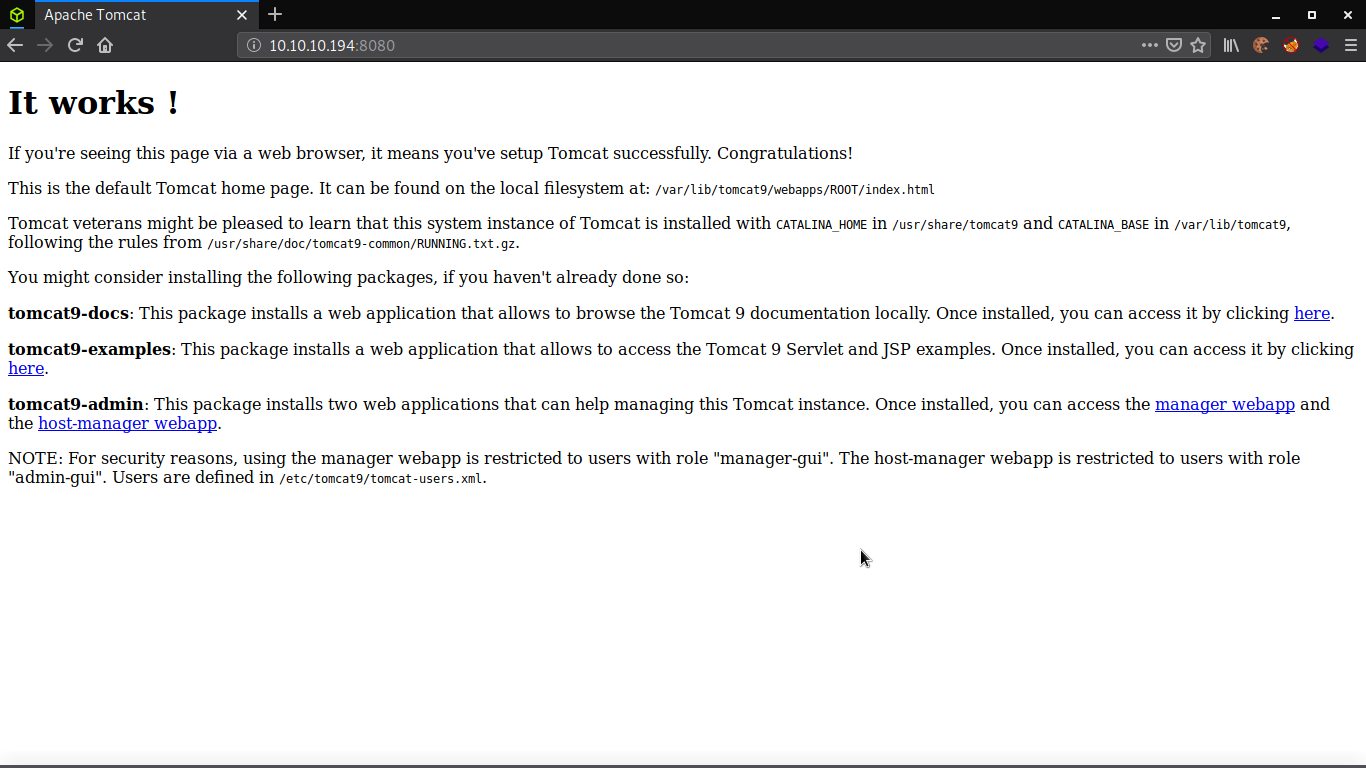 Apache Tomcat
10.10.10.194:8080
It works !
If you're seeing this page via a web browser, it means you've setup Tomcat successfully. Congratulations!
This is the default Tomcat home page. It can be found on the local filesystem at: /var/lib/tomcat9/webapps/ROOT/index.html
Tomcat veterans might be pleased to learn that this system instance of Tomcat is installed with CATALINA_HOME in /usr/share/tomcat9 and CATALINA_BASE in /var/lib/tomcat9,
following the rules from /usr/share/doc/tomcat9-common/RUNNING.txt.gz.
You might consider installing the following packages, if you haven't already done so:
tomcat9-docs: This package installs a web application that allows to browse the Tomcat 9 documentation locally. Once installed, you can access it by clicking here.
tomcat9-examples: This package installs a web application that allows to access the Tomcat 9 Servlet and JSP examples. Once installed, you can access it by clicking
here.
tomcat9-admin: This package installs two web applications that can help managing this Tomcat instance. Once installed, you can access the manager webapp and
the host-manager webapp.
NOTE: For security reasons, using the manager webapp is restricted to users with role "manager-gui". The host-manager webapp is restricted to users with role
"admin-gui". Users are defined in /etc/tomcat9/tomcat-users.xml.